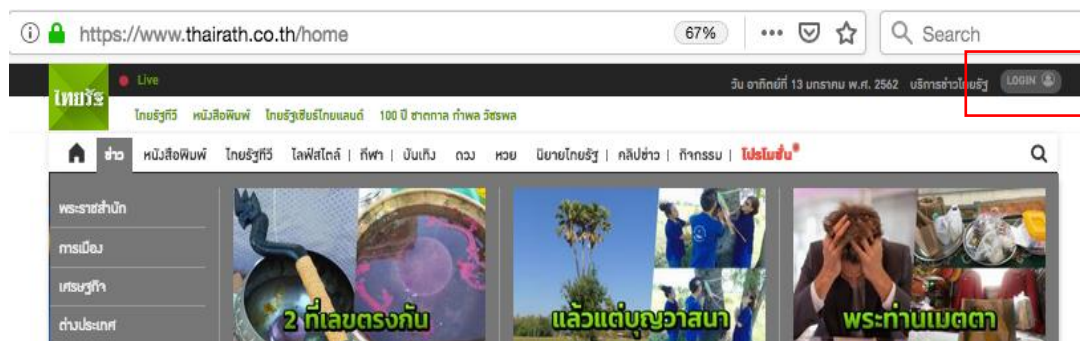 https://www.thairath.co.th/home 67% Search
ไทยรัฐ Live วัน อาทิตย์ที่ 13 มกราคม พ.ศ. 2562 บริการข่าวไทยรัฐ LOGIN
ไทยรัฐทีวี หนังสือพิมพ์ ไทยรัฐเชียร์ไทยแลนด์ 100 ปี ชาตกาล กำพล วัชรพล
ข่าว หนังสือพิมพ์ ไทยรัฐทีวี ไลฟ์สไตล์ | กีฬา | บันเทิง ดวง หวย นิยายไทยรัฐ | คลิปข่าว | กิจกรรม | โปรโมชั่น
พระราชสำนัก
การเมือง
เศรษฐกิจ
ต่างประเทศ
2 ที่เลขตรงกัน แล้วแต่บุญวาสนา พระท่านเมตตา